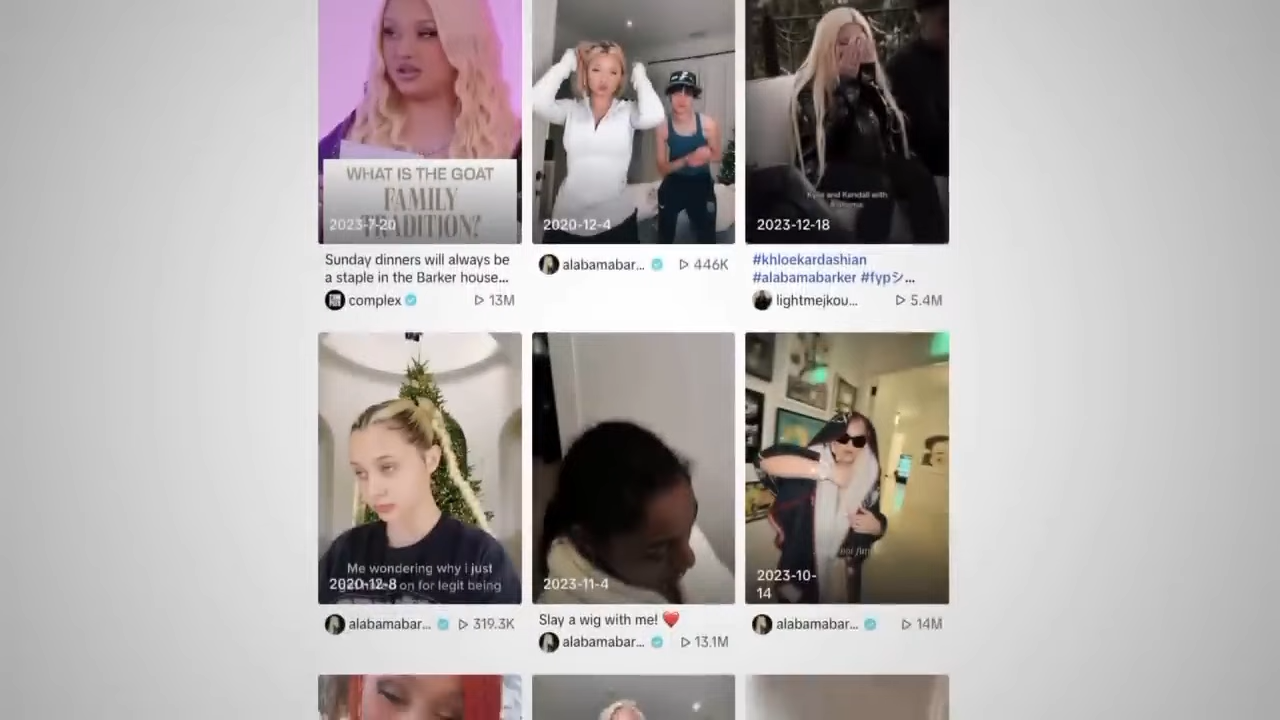 WHAT IS THE GOAT
FAMILY
TRADITION?
2023-7-20
Sunday dinners will always be
a staple in the Barker house...
complex 13M
2020-12-4
alabamabar... 446K
Kylie and Kendall with
2023-12-18
#khloekardashian
#alabamabarker #fypシ...
lightmejkou... 5.4M
Me wondering why i just
on for legit being
2020-12-8
alabamabar... 319.3K
2023-11-4
Slay a wig with me! ❤️
alabamabar... 13.1M
2023-10-
14
alabamabar... 14M